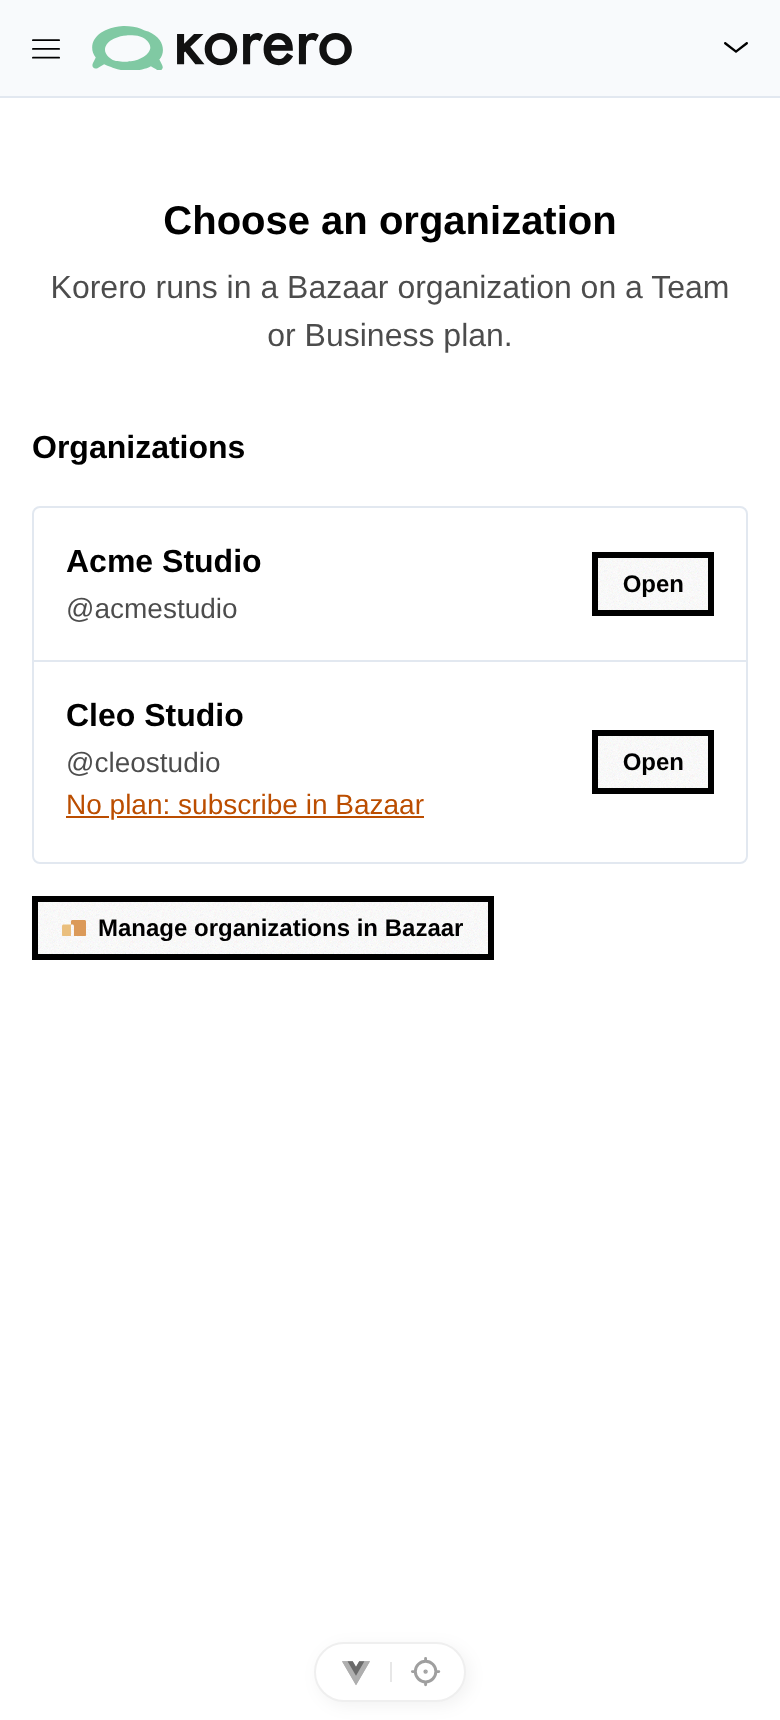 korero
Choose an organization
Korero runs in a Bazaar organization on a Team
or Business plan.
Organizations
Acme Studio
@acmestudio
Open
Cleo Studio
@cleostudio
No plan: subscribe in Bazaar
Open
Manage organizations in Bazaar